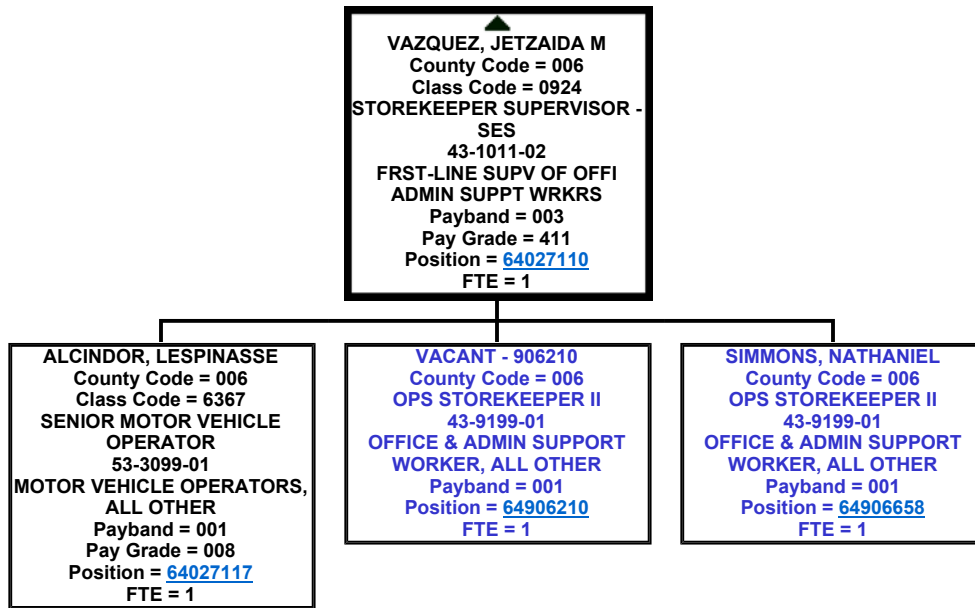 VAZQUEZ, JETZAIDA M
County Code = 006
Class Code = 0924
STOREKEEPER SUPERVISOR -
SES
43-1011-02
FRST-LINE SUPV OF OFFI
ADMIN SUPPT WRKRS
Payband = 003
Pay Grade = 411
Position = 64027110
FTE = 1
ALCINDOR, LESPINASSE
County Code = 006
Class Code = 6367
SENIOR MOTOR VEHICLE
OPERATOR
53-3099-01
MOTOR VEHICLE OPERATORS,
ALL OTHER
Payband = 001
Pay Grade = 008
Position = 64027117
FTE = 1
VACANT - 906210
County Code = 006
OPS STOREKEEPER II
43-9199-01
OFFICE & ADMIN SUPPORT
WORKER, ALL OTHER
Payband = 001
Position = 64906210
FTE = 1
SIMMONS, NATHANIEL
County Code = 006
OPS STOREKEEPER II
43-9199-01
OFFICE & ADMIN SUPPORT
WORKER, ALL OTHER
Payband = 001
Position = 64906658
FTE = 1